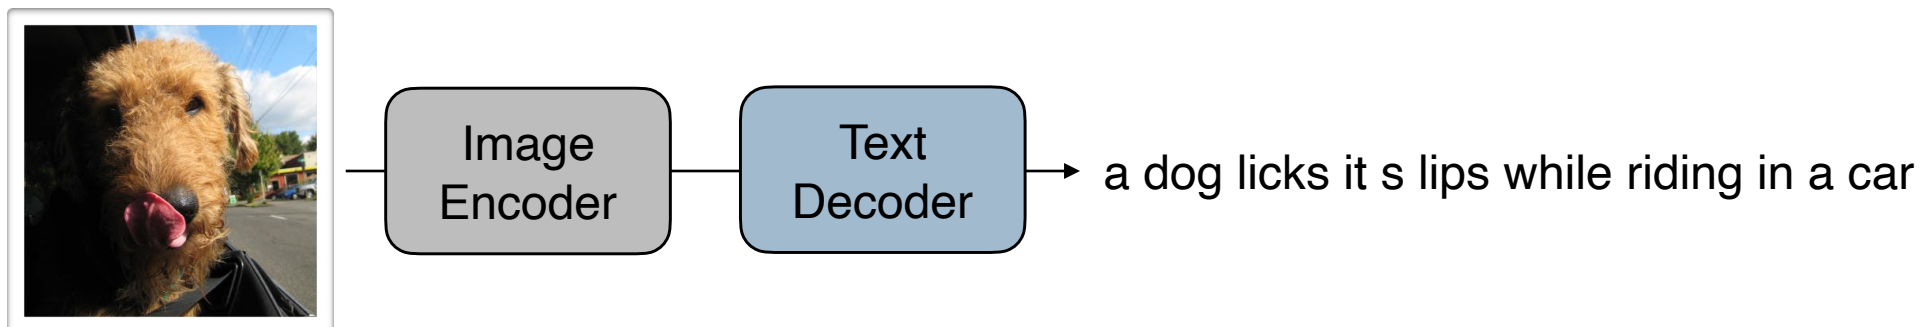 Image
Encoder
Text
Decoder
a dog licks it s lips while riding in a car